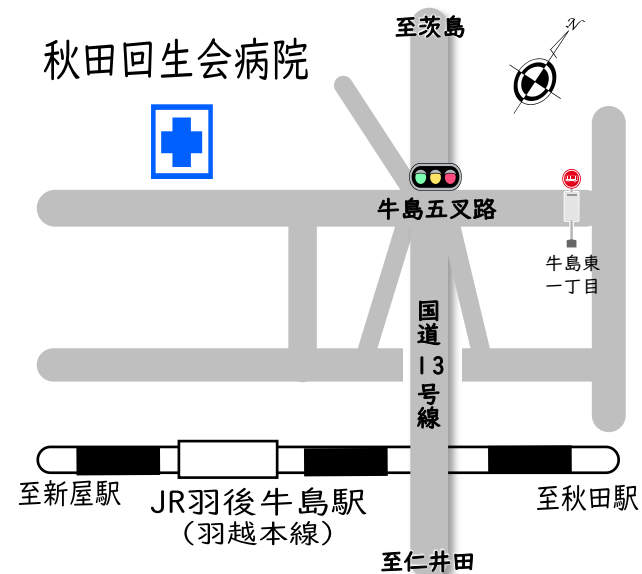 至茨島
N
秋田回生会病院
牛島五叉路
牛島東
一丁目
国道13号線
至新屋駅
JR羽後牛島駅
（羽越本線）
至秋田駅
至仁井田